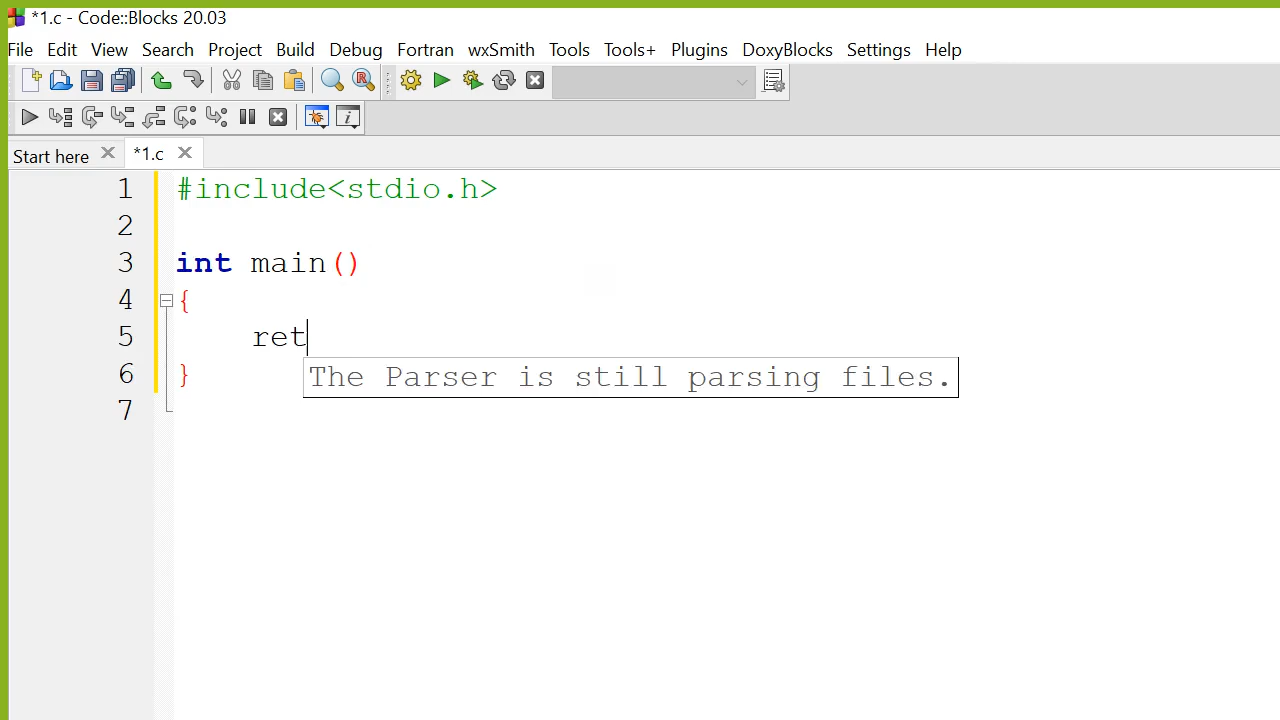 *1.c - Code::Blocks 20.03
File Edit View Search Project Build Debug Fortran wxSmith Tools Tools+ Plugins DoxyBlocks Settings Help
Start here *1.c
1 #include<stdio.h>
2
3 int main()
4 {
5 ret
The Parser is still parsing files.
6 }
7